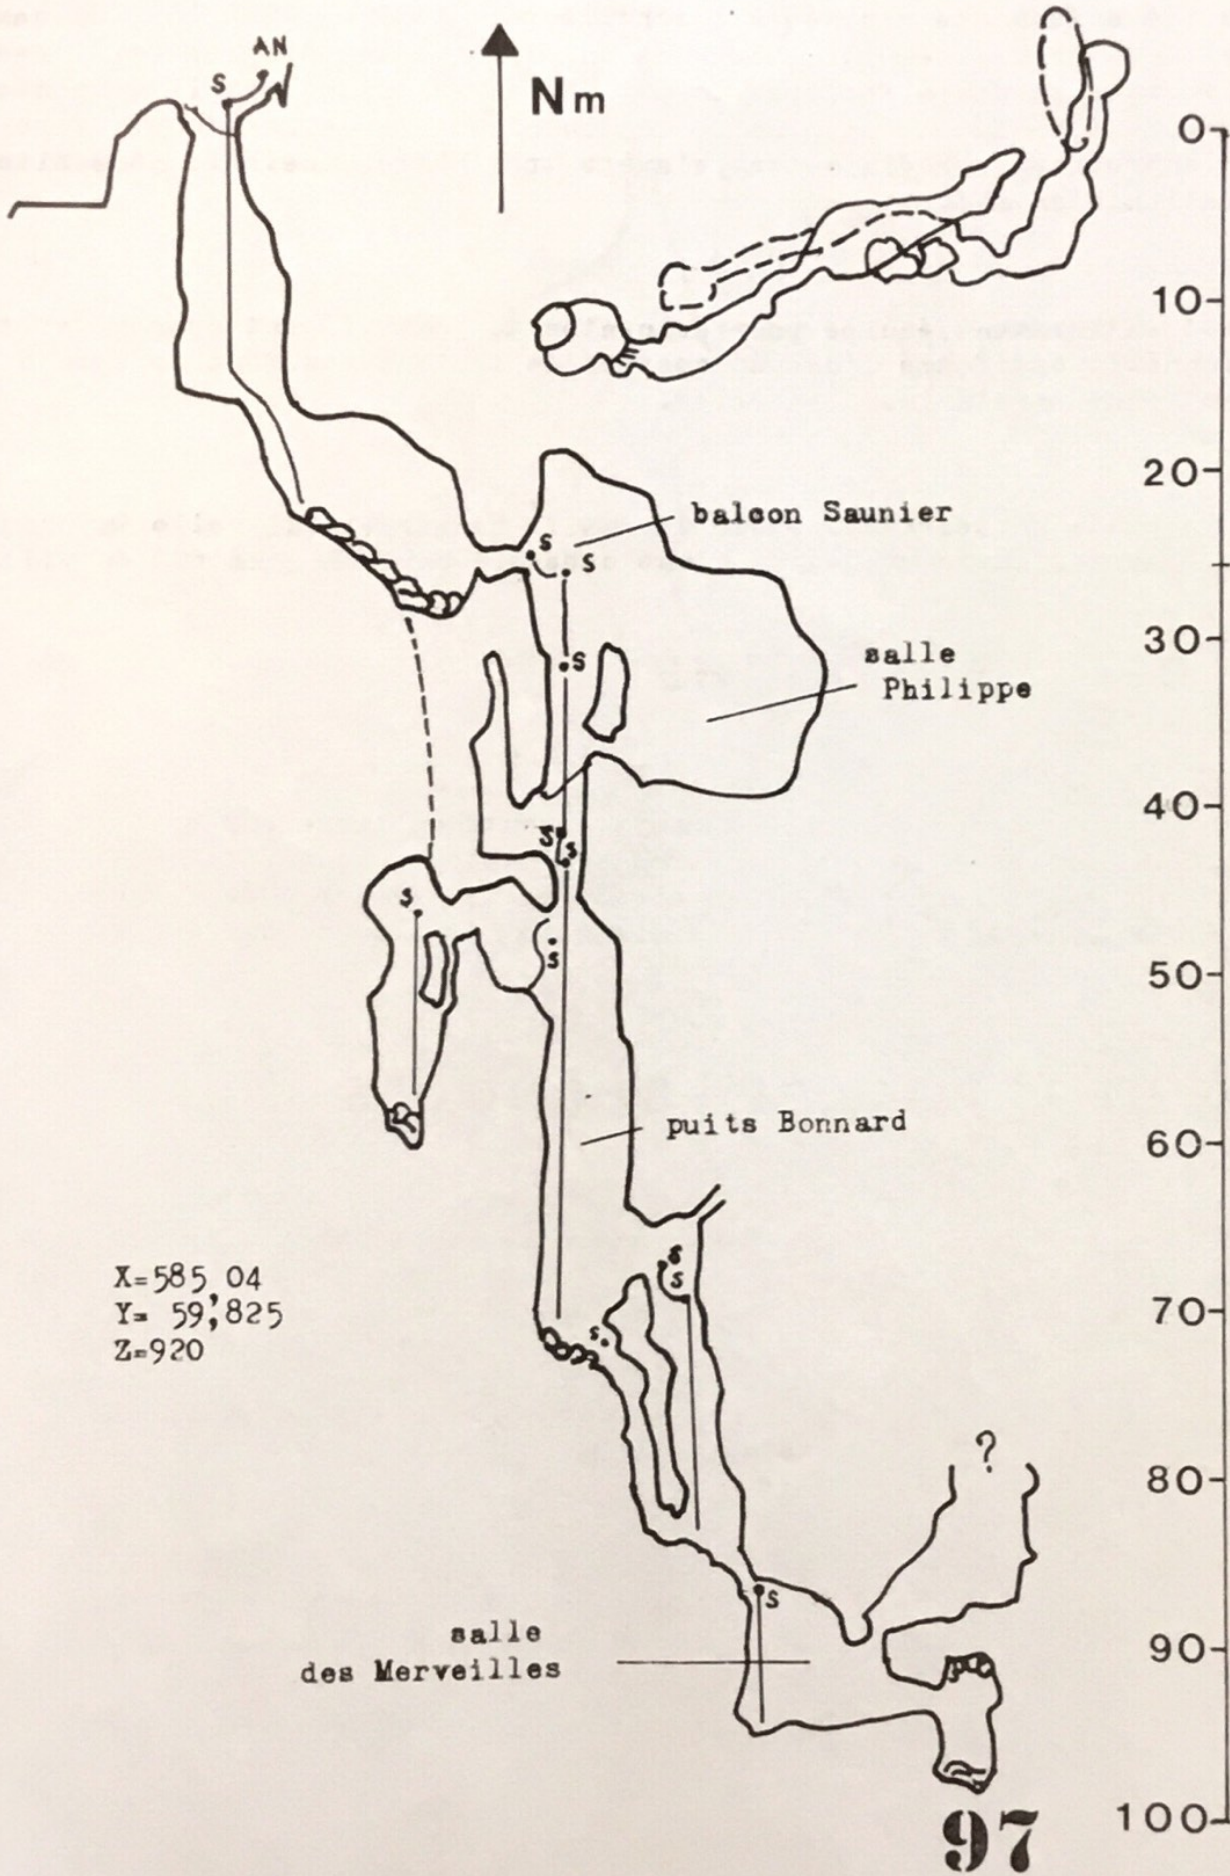 AN
S
Nm
0
10
20
balcon Saunier
S
S
30
S
salle
Philippe
40
S
S
S
S
50
puits Bonnard
60
X=585,04
Y= 59,825
Z=920
S
S
70
S
?
80
S
salle
des Merveilles
90
97
100